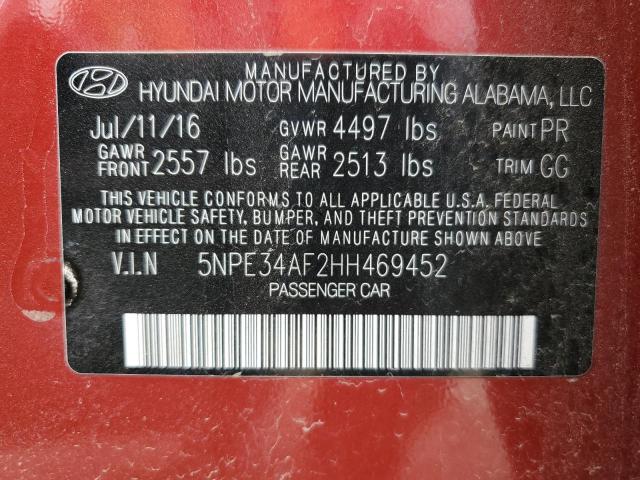 MANUFACTURED BY
HYUNDAI MOTOR MANUFACTURING ALABAMA, LLC
Jul/11/16 GVWR 4497 lbs PAINT PR
GAWR FRONT 2557 lbs GAWR REAR 2513 lbs TRIM GG
THIS VEHICLE CONFORMS TO ALL APPLICABLE U.S.A. FEDERAL
MOTOR VEHICLE SAFETY, BUMPER, AND THEFT PREVENTION STANDARDS
IN EFFECT ON THE DATE OF MANUFACTURE SHOWN ABOVE.
V.I.N 5NPE34AF2HH469452
PASSENGER CAR